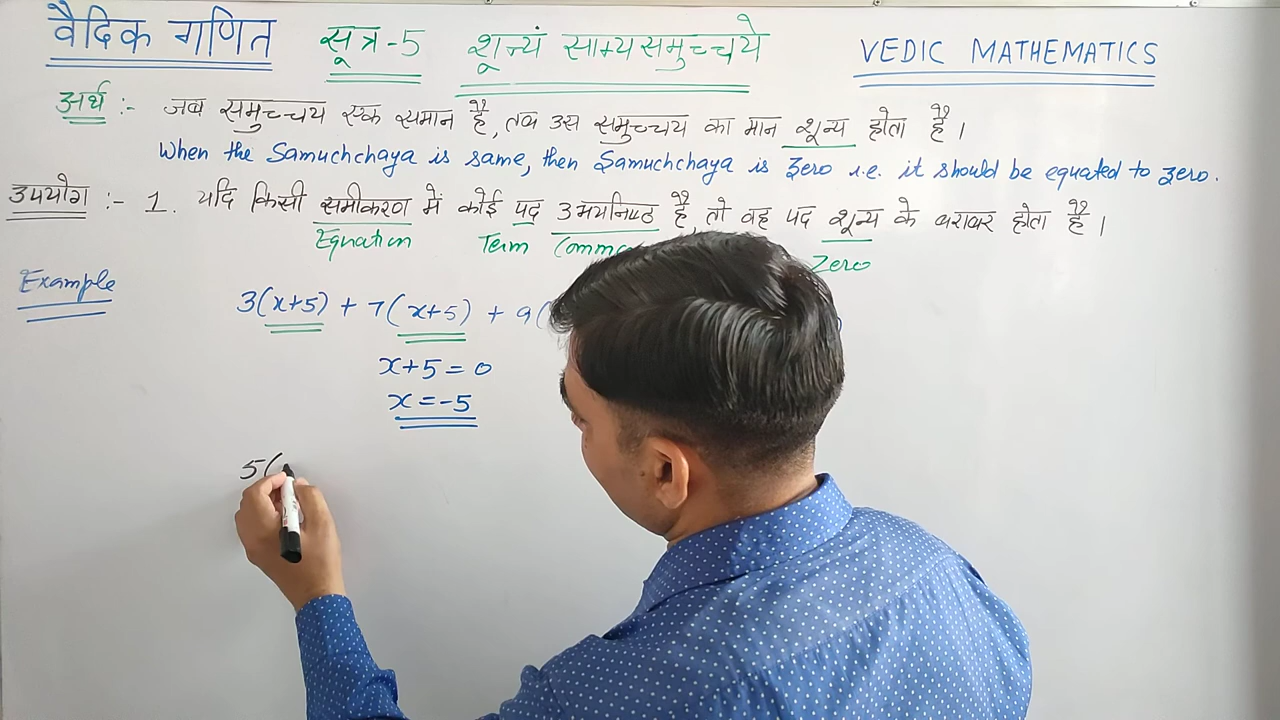 वैदिक गणित सूत्र-5 शून्यं साम्यसमुच्चये VEDIC MATHEMATICS
अर्थ :- जब समुच्चय एक समान है, तब उस समुच्चय का मान शून्य होता है।
When the Samuchchaya is same, then Samuchchaya is Zero i.e. it should be equated to zero.
उपयोग :- 1. यदि किसी समीकरण में कोई पद उभयनिष्ठ है, तो वह पद शून्य के बराबर होता है।
Equation Term Zero
Example
3(x+5) + 7(x+5) + 9(
x+5 = 0
x = -5
5(